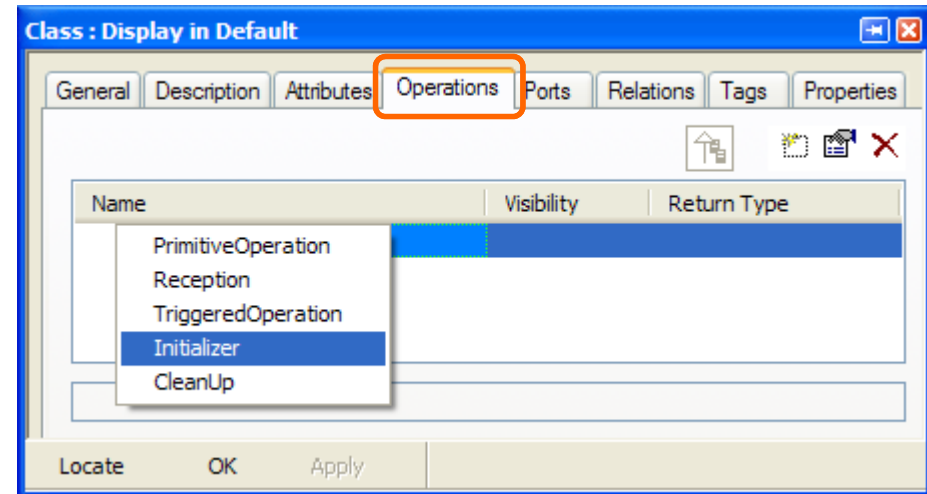 Class : Display in Default
General Description Attributes Operations Ports Relations Tags Properties
Name Visibility Return Type
PrimitiveOperation
Reception
TriggeredOperation
Initializer
CleanUp
Locate OK Apply